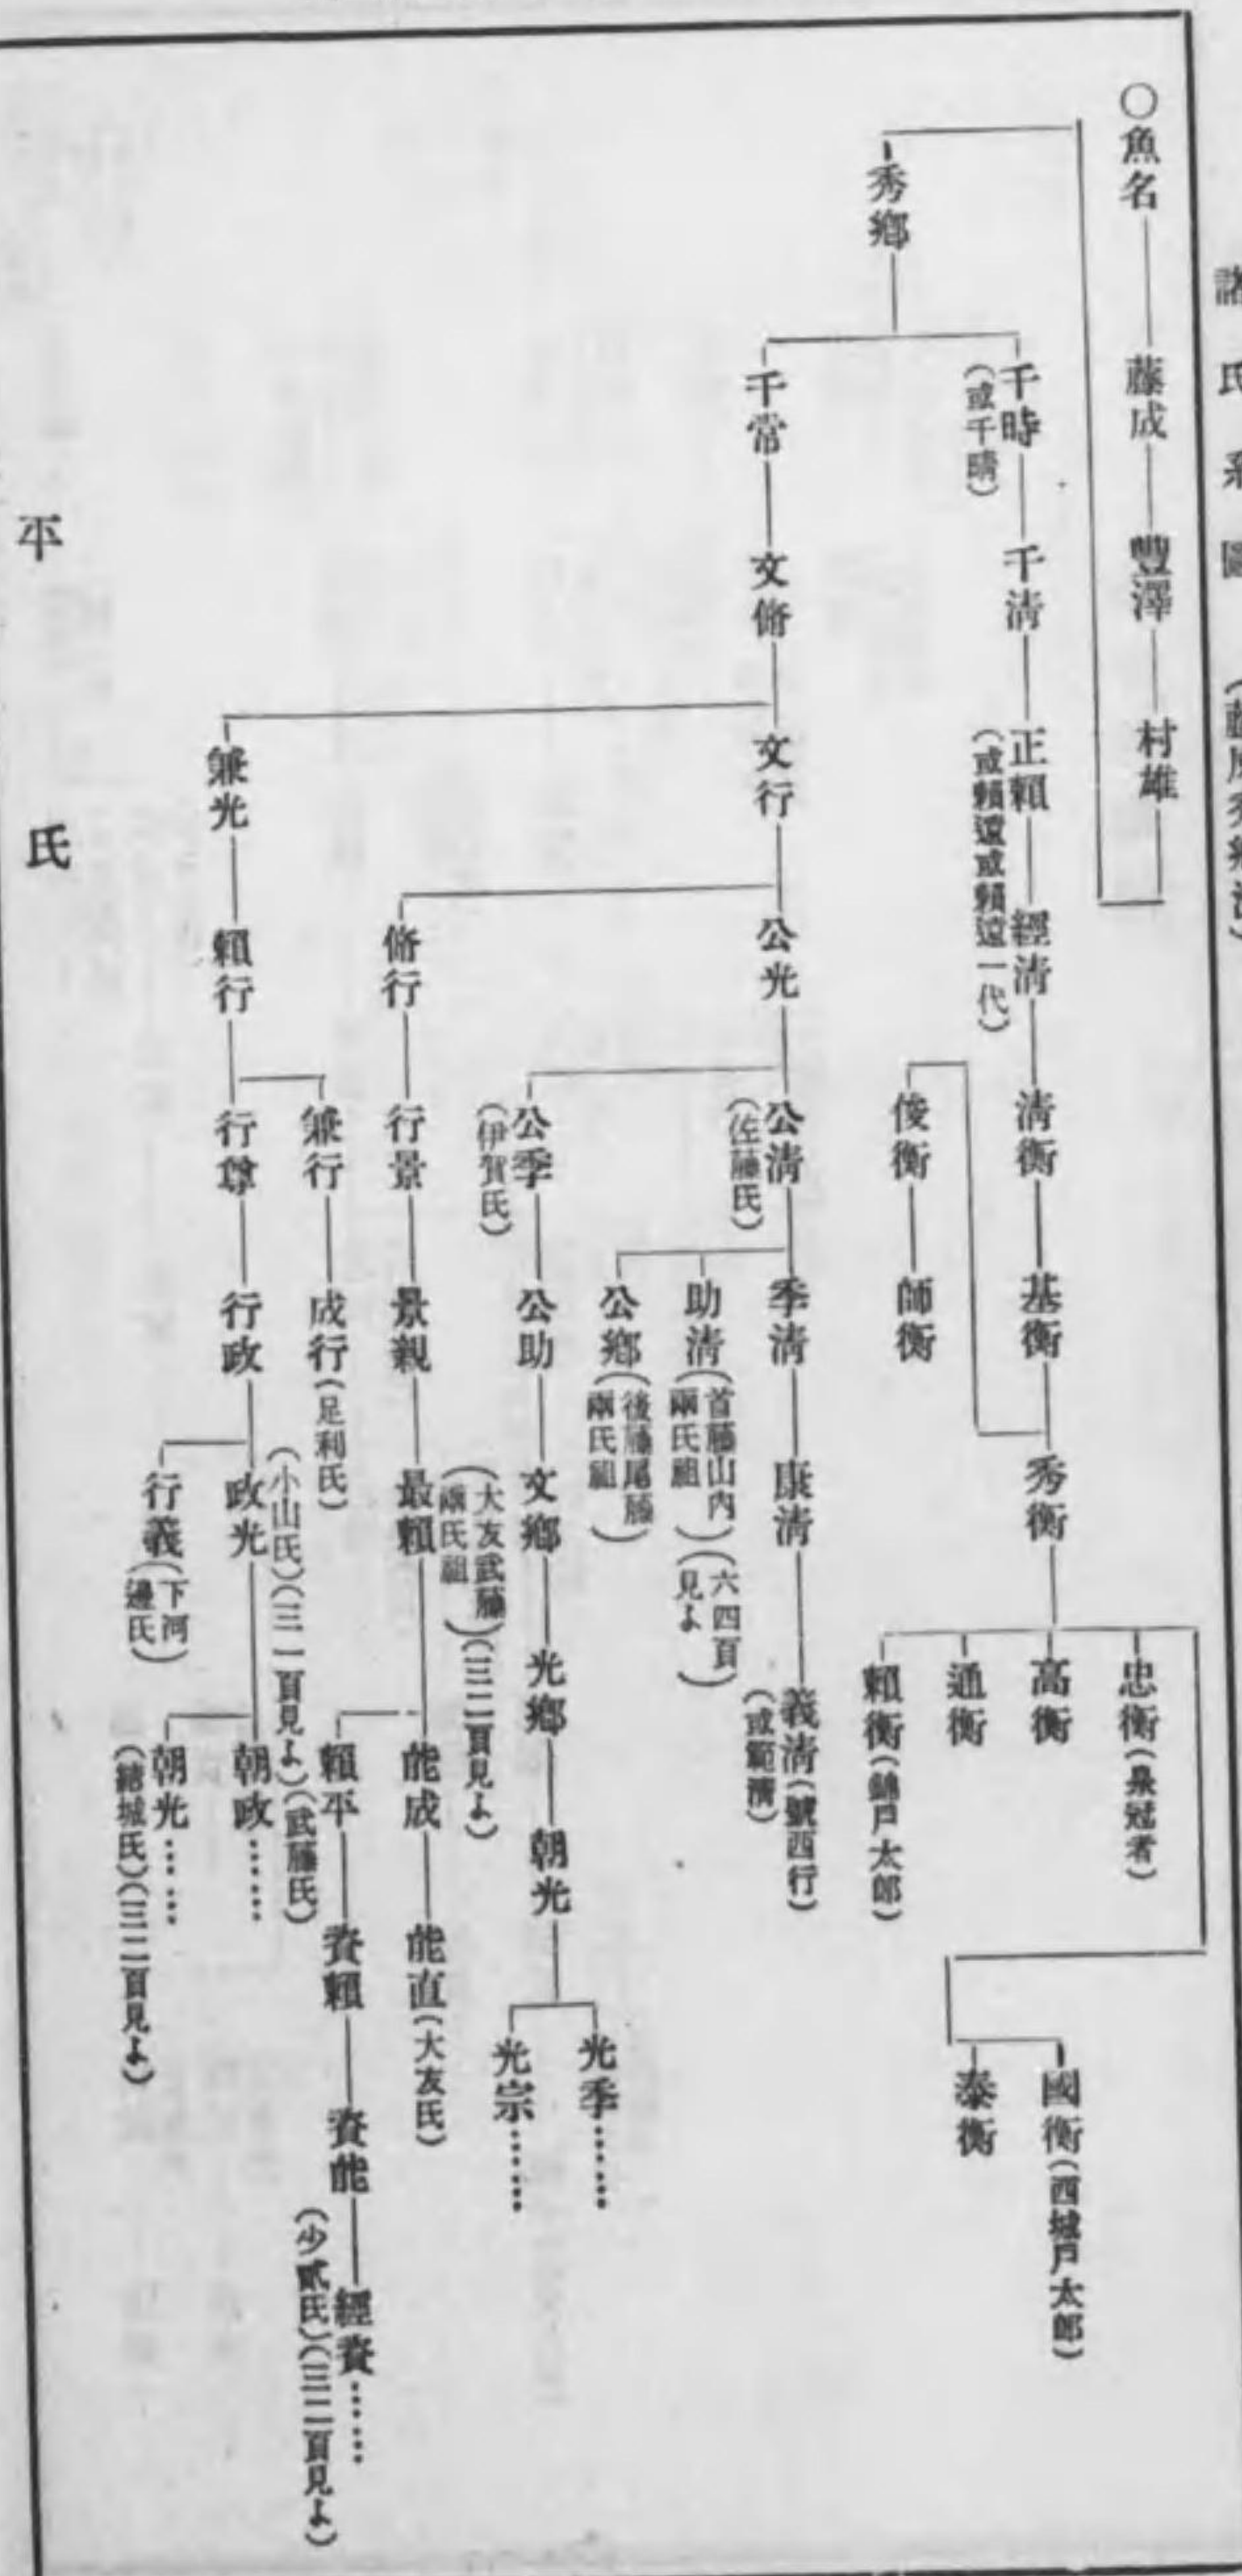 諸氏系圖 (藤原秀鄕流)
○魚名 藤成 豐澤 村雄
秀鄕
千時 千清 正賴 經清 清衡 基衡 秀衡
(或千晴)
(或賴遠或賴遠一代)
忠衡(泉冠者)
高衡
通衡
賴衡(錦戶太郎)
國衡(西城戶太郎)
泰衡
俊衡 師衡
千常 文脩 文行 公光 公清 季清 康清 義清(號西行)
(佐藤氏)
(或範清)
助清(首藤山內兩氏祖)(六四頁見よ)
公鄕(後藤尾藤兩氏祖)
公季 公助 文鄕 光鄕 朝光
(伊賀氏)
光季……
光宗……
脩行 行景 景親 最賴 能成 能直(大友氏)
(大友武藤兩氏祖)(三二頁見よ)
賴平 資賴 資能 經資……
(武藤氏)
(少貳氏)(三二頁見よ)
兼光 賴行
兼行 成行(足利氏)
行尊 行政 政光 朝政……
(小山氏)(三一頁見よ)
朝光……
(結城氏)(三二頁見よ)
行義(下河邊氏)
平氏